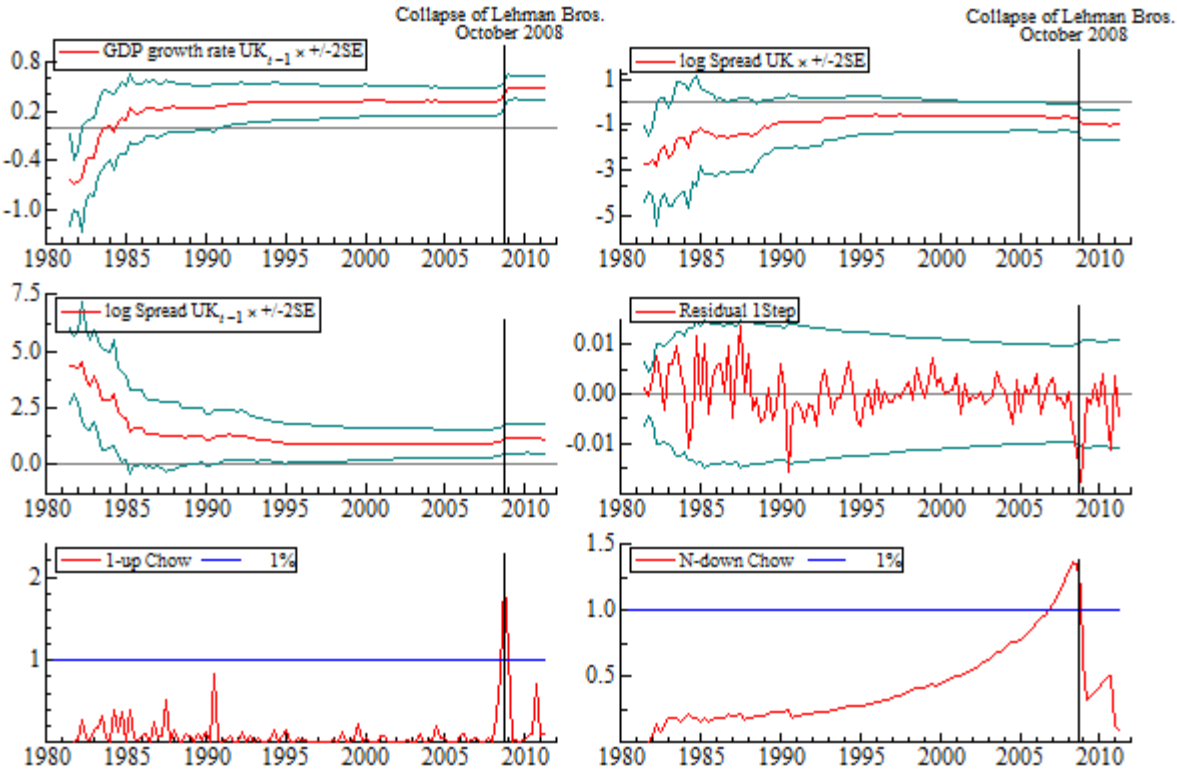 Collapse of Lehman Bros.
October 2008
GDP growth rate UK t−1 × +/-2SE
0.8
0.2
-0.4
-1.0
1980 1985 1990 1995 2000 2005 2010
Collapse of Lehman Bros.
October 2008
log Spread UK × +/-2SE
1
-1
-3
-5
1980 1985 1990 1995 2000 2005 2010
7.5
log Spread UK t−1 × +/-2SE
5.0
2.5
0.0
1980 1985 1990 1995 2000 2005 2010
Residual 1Step
0.01
0.00
-0.01
1980 1985 1990 1995 2000 2005 2010
1-up Chow 1%
2
1
1980 1985 1990 1995 2000 2005 2010
1.5
N-down Chow 1%
1.0
0.5
1980 1985 1990 1995 2000 2005 2010